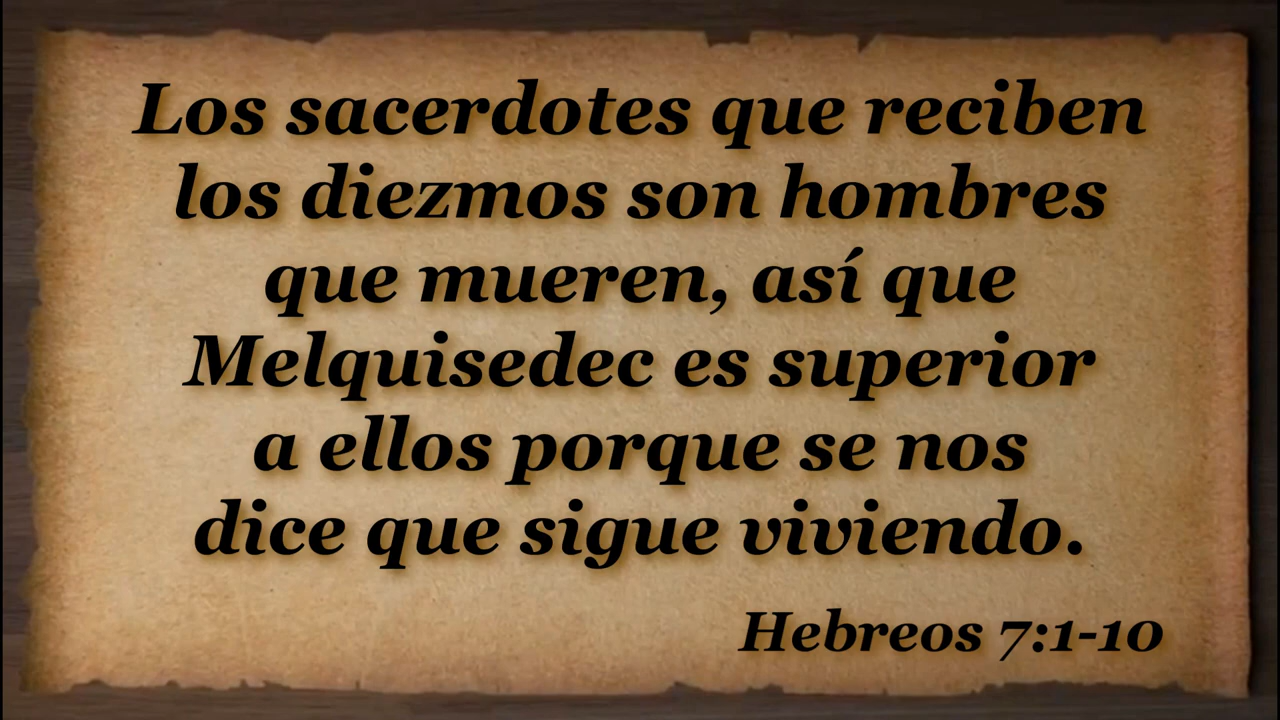 Los sacerdotes que reciben
los diezmos son hombres
que mueren, así que
Melquisedec es superior
a ellos porque se nos
dice que sigue viviendo.
Hebreos 7:1-10